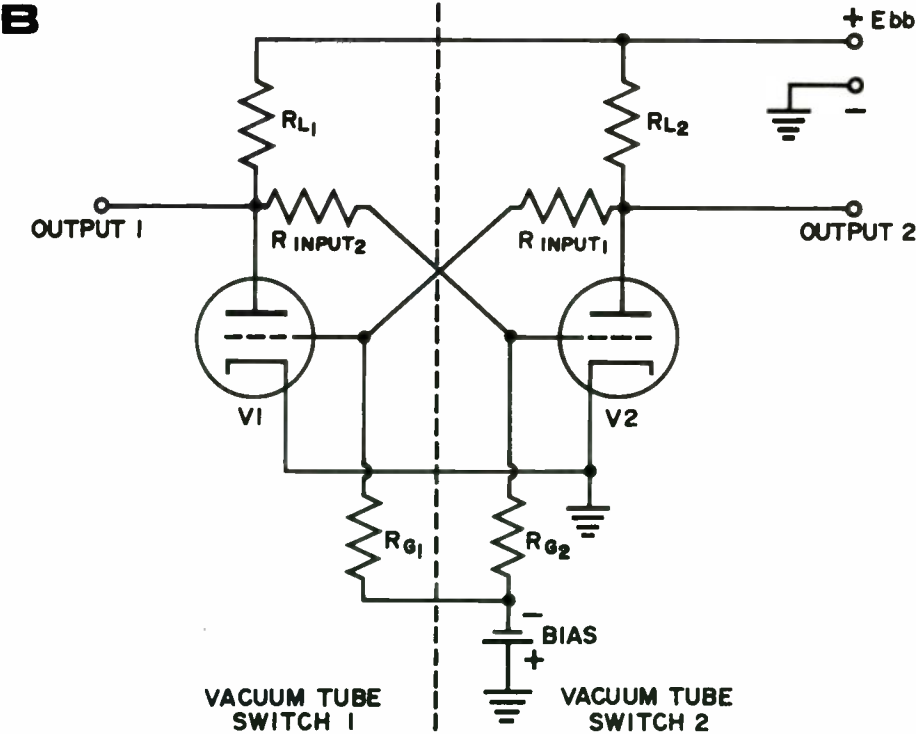 B
+ Ebb
−
RL1
RL2
OUTPUT 1
R INPUT2
R INPUT1
OUTPUT 2
V1
V2
RG1
RG2
−
BIAS
+
VACUUM TUBE
SWITCH 1
VACUUM TUBE
SWITCH 2